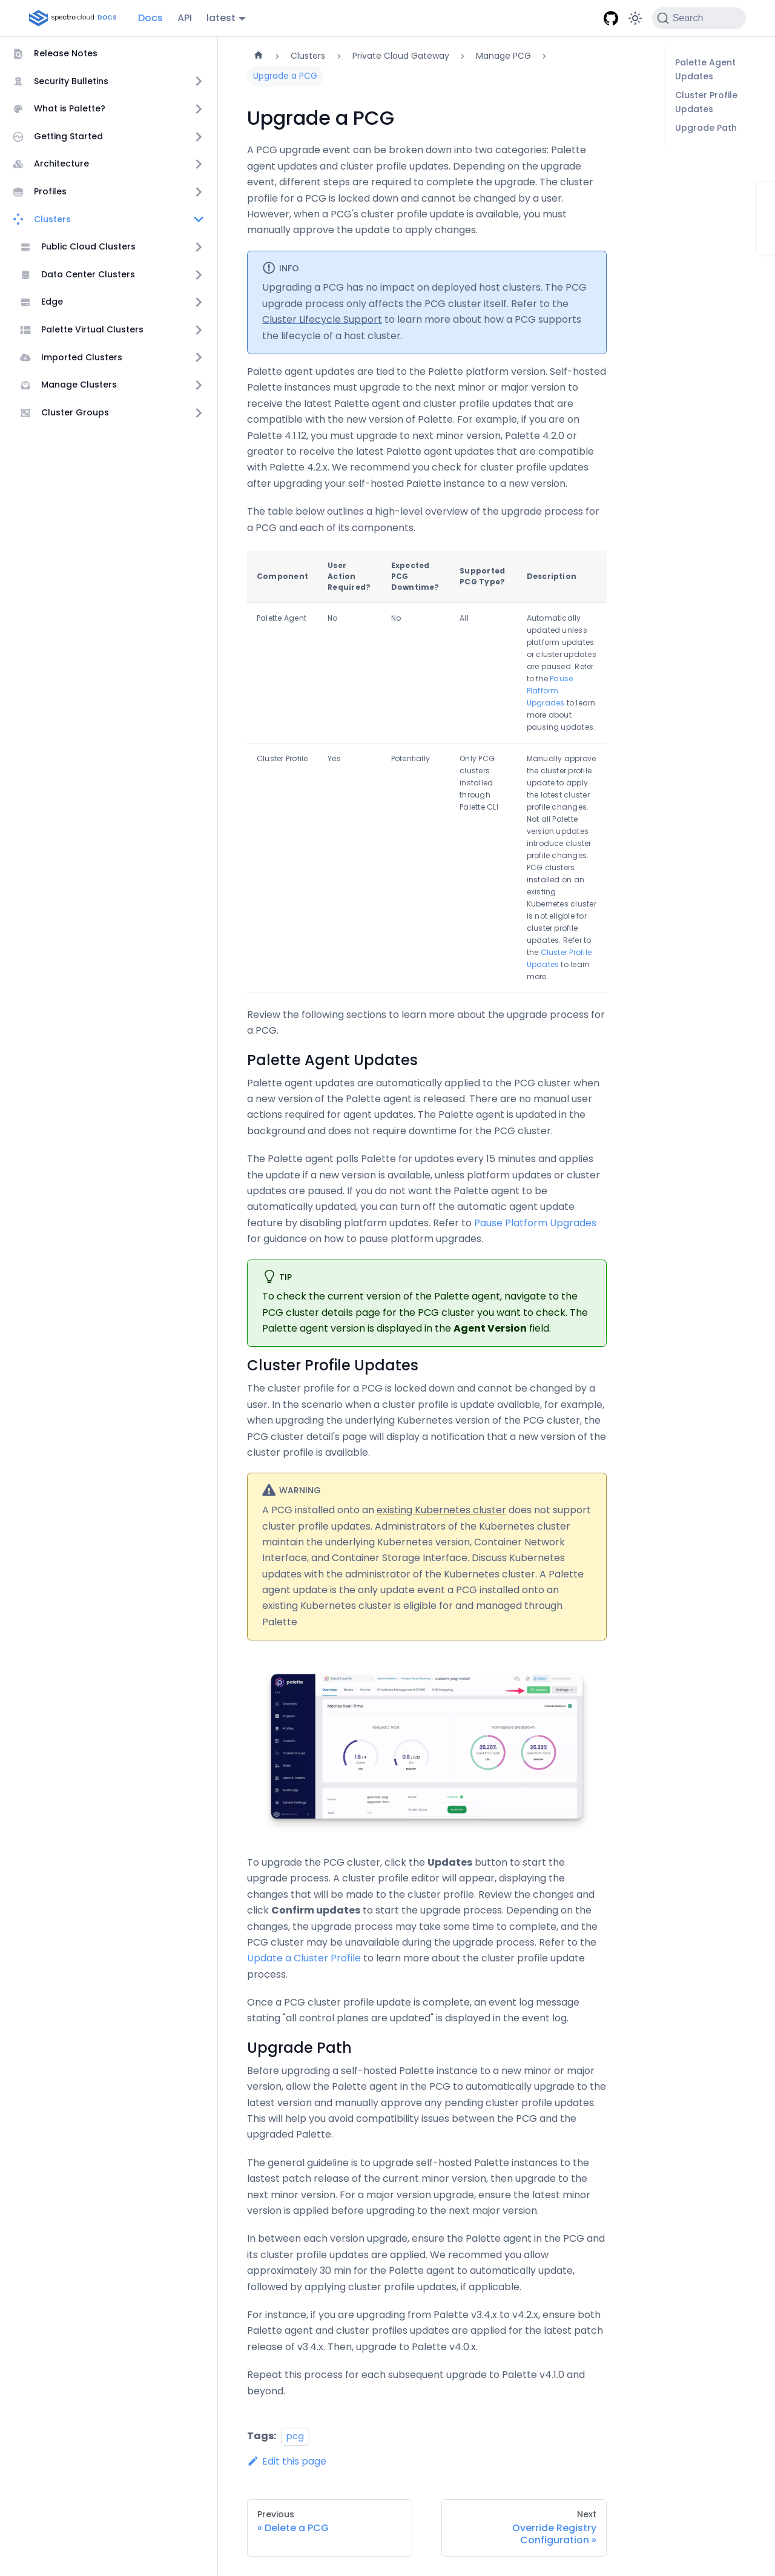 spectro cloud DOCS
Docs
API
latest
Search
Release Notes
Security Bulletins
What is Palette?
Getting Started
Architecture
Profiles
Clusters
Public Cloud Clusters
Data Center Clusters
Edge
Palette Virtual Clusters
Imported Clusters
Manage Clusters
Cluster Groups
Clusters
Private Cloud Gateway
Manage PCG
Upgrade a PCG
Palette Agent
Updates
Cluster Profile
Updates
Upgrade Path
Upgrade a PCG
A PCG upgrade event can be broken down into two categories: Palette
agent updates and cluster profile updates. Depending on the upgrade
event, different steps are required to complete the upgrade. The cluster
profile for a PCG is locked down and cannot be changed by a user.
However, when a PCG's cluster profile update is available, you must
manually approve the update to apply changes.
INFO
Upgrading a PCG has no impact on deployed host clusters. The PCG
upgrade process only affects the PCG cluster itself. Refer to the
Cluster Lifecycle Support to learn more about how a PCG supports
the lifecycle of a host cluster.
Palette agent updates are tied to the Palette platform version. Self-hosted
Palette instances must upgrade to the next minor or major version to
receive the latest Palette agent and cluster profile updates that are
compatible with the new version of Palette. For example, if you are on
Palette 4.1.12, you must upgrade to next minor version, Palette 4.2.0 or
greater to receive the latest Palette agent updates that are compatible
with Palette 4.2.x. We recommend you check for cluster profile updates
after upgrading your self-hosted Palette instance to a new version.
The table below outlines a high-level overview of the upgrade process for
a PCG and each of its components.
Component
User
Action
Required?
Expected
PCG
Downtime?
Supported
PCG Type?
Description
Palette Agent
No
No
All
Automatically
updated unless
platform updates
or cluster updates
are paused. Refer
to the Pause
Platform
Upgrades to learn
more about
pausing updates.
Cluster Profile
Yes
Potentially
Only PCG
clusters
installed
through
Palette CLI
Manually approve
the cluster profile
update to apply
the latest cluster
profile changes.
Not all Palette
version updates
introduce cluster
profile changes.
PCG clusters
installed on an
existing
Kubernetes cluster
is not eligble for
cluster profile
updates. Refer to
the Cluster Profile
Updates to learn
more.
Review the following sections to learn more about the upgrade process for
a PCG.
Palette Agent Updates
Palette agent updates are automatically applied to the PCG cluster when
a new version of the Palette agent is released. There are no manual user
actions required for agent updates. The Palette agent is updated in the
background and does not require downtime for the PCG cluster.
The Palette agent polls Palette for updates every 15 minutes and applies
the update if a new version is available, unless platform updates or cluster
updates are paused. If you do not want the Palette agent to be
automatically updated, you can turn off the automatic agent update
feature by disabling platform updates. Refer to Pause Platform Upgrades
for guidance on how to pause platform upgrades.
TIP
To check the current version of the Palette agent, navigate to the
PCG cluster details page for the PCG cluster you want to check. The
Palette agent version is displayed in the Agent Version field.
Cluster Profile Updates
The cluster profile for a PCG is locked down and cannot be changed by a
user. In the scenario when a cluster profile is update available, for example,
when upgrading the underlying Kubernetes version of the PCG cluster, the
PCG cluster detail's page will display a notification that a new version of the
cluster profile is available.
WARNING
A PCG installed onto an existing Kubernetes cluster does not support
cluster profile updates. Administrators of the Kubernetes cluster
maintain the underlying Kubernetes version, Container Network
Interface, and Container Storage Interface. Discuss Kubernetes
updates with the administrator of the Kubernetes cluster. A Palette
agent update is the only update event a PCG installed onto an
existing Kubernetes cluster is eligible for and managed through
Palette
palette
Metrics Real-Time
Request / Total
1.8 / 4
0.8 / 6.32
25.25%
35.33%
To upgrade the PCG cluster, click the Updates button to start the
upgrade process. A cluster profile editor will appear, displaying the
changes that will be made to the cluster profile. Review the changes and
click Confirm updates to start the upgrade process. Depending on the
changes, the upgrade process may take some time to complete, and the
PCG cluster may be unavailable during the upgrade process. Refer to the
Update a Cluster Profile to learn more about the cluster profile update
process.
Once a PCG cluster profile update is complete, an event log message
stating "all control planes are updated" is displayed in the event log.
Upgrade Path
Before upgrading a self-hosted Palette instance to a new minor or major
version, allow the Palette agent in the PCG to automatically upgrade to the
latest version and manually approve any pending cluster profile updates.
This will help you avoid compatibility issues between the PCG and the
upgraded Palette.
The general guideline is to upgrade self-hosted Palette instances to the
lastest patch release of the current minor version, then upgrade to the
next minor version. For a major version upgrade, ensure the latest minor
version is applied before upgrading to the next major version.
In between each version upgrade, ensure the Palette agent in the PCG and
its cluster profile updates are applied. We recommed you allow
approximately 30 min for the Palette agent to automatically update,
followed by applying cluster profile updates, if applicable.
For instance, if you are upgrading from Palette v3.4.x to v4.2.x, ensure both
Palette agent and cluster profiles updates are applied for the latest patch
release of v3.4.x. Then, upgrade to Palette v4.0.x.
Repeat this process for each subsequent upgrade to Palette v4.1.0 and
beyond.
Tags: pcg
Edit this page
Previous
« Delete a PCG
Next
Override Registry
Configuration »